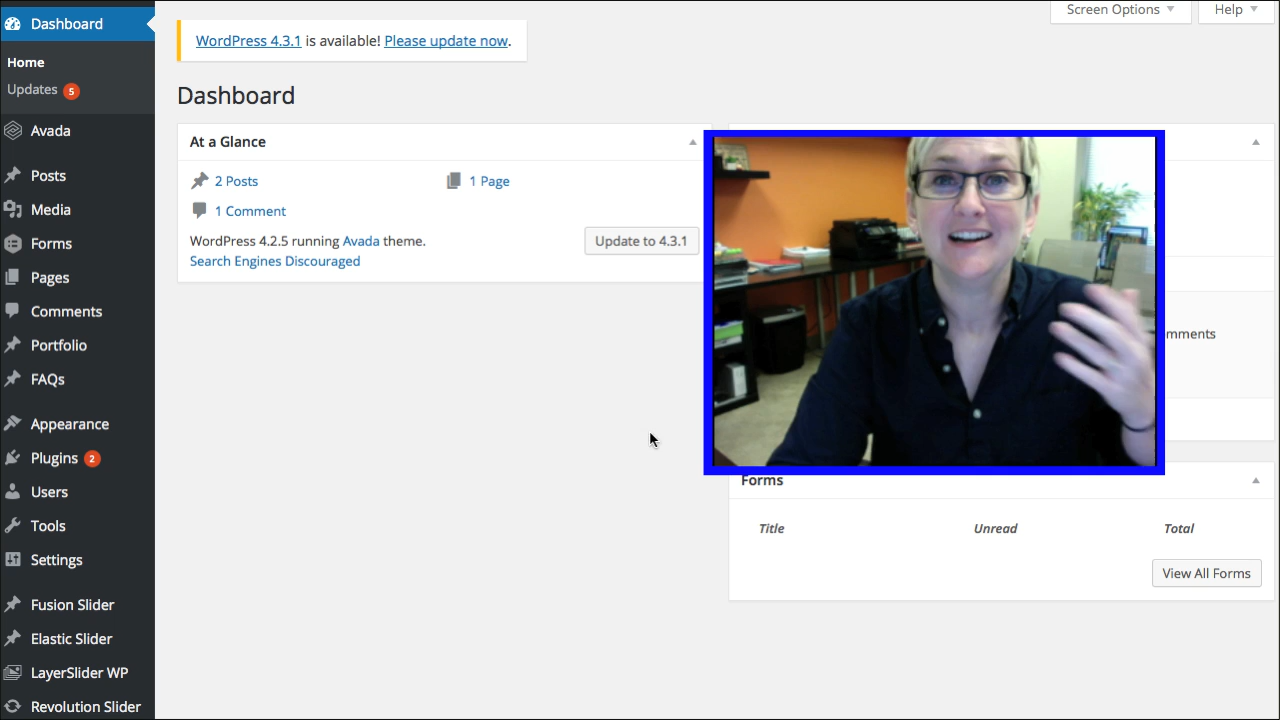 Dashboard
Home
Updates 5
Avada
Posts
Media
Forms
Pages
Comments
Portfolio
FAQs
Appearance
Plugins 2
Users
Tools
Settings
Fusion Slider
Elastic Slider
LayerSlider WP
Revolution Slider
Screen Options
Help
WordPress 4.3.1 is available! Please update now.
Dashboard
At a Glance
2 Posts
1 Page
1 Comment
WordPress 4.2.5 running Avada theme.
Update to 4.3.1
Search Engines Discouraged
mments
Forms
Title Unread Total
View All Forms